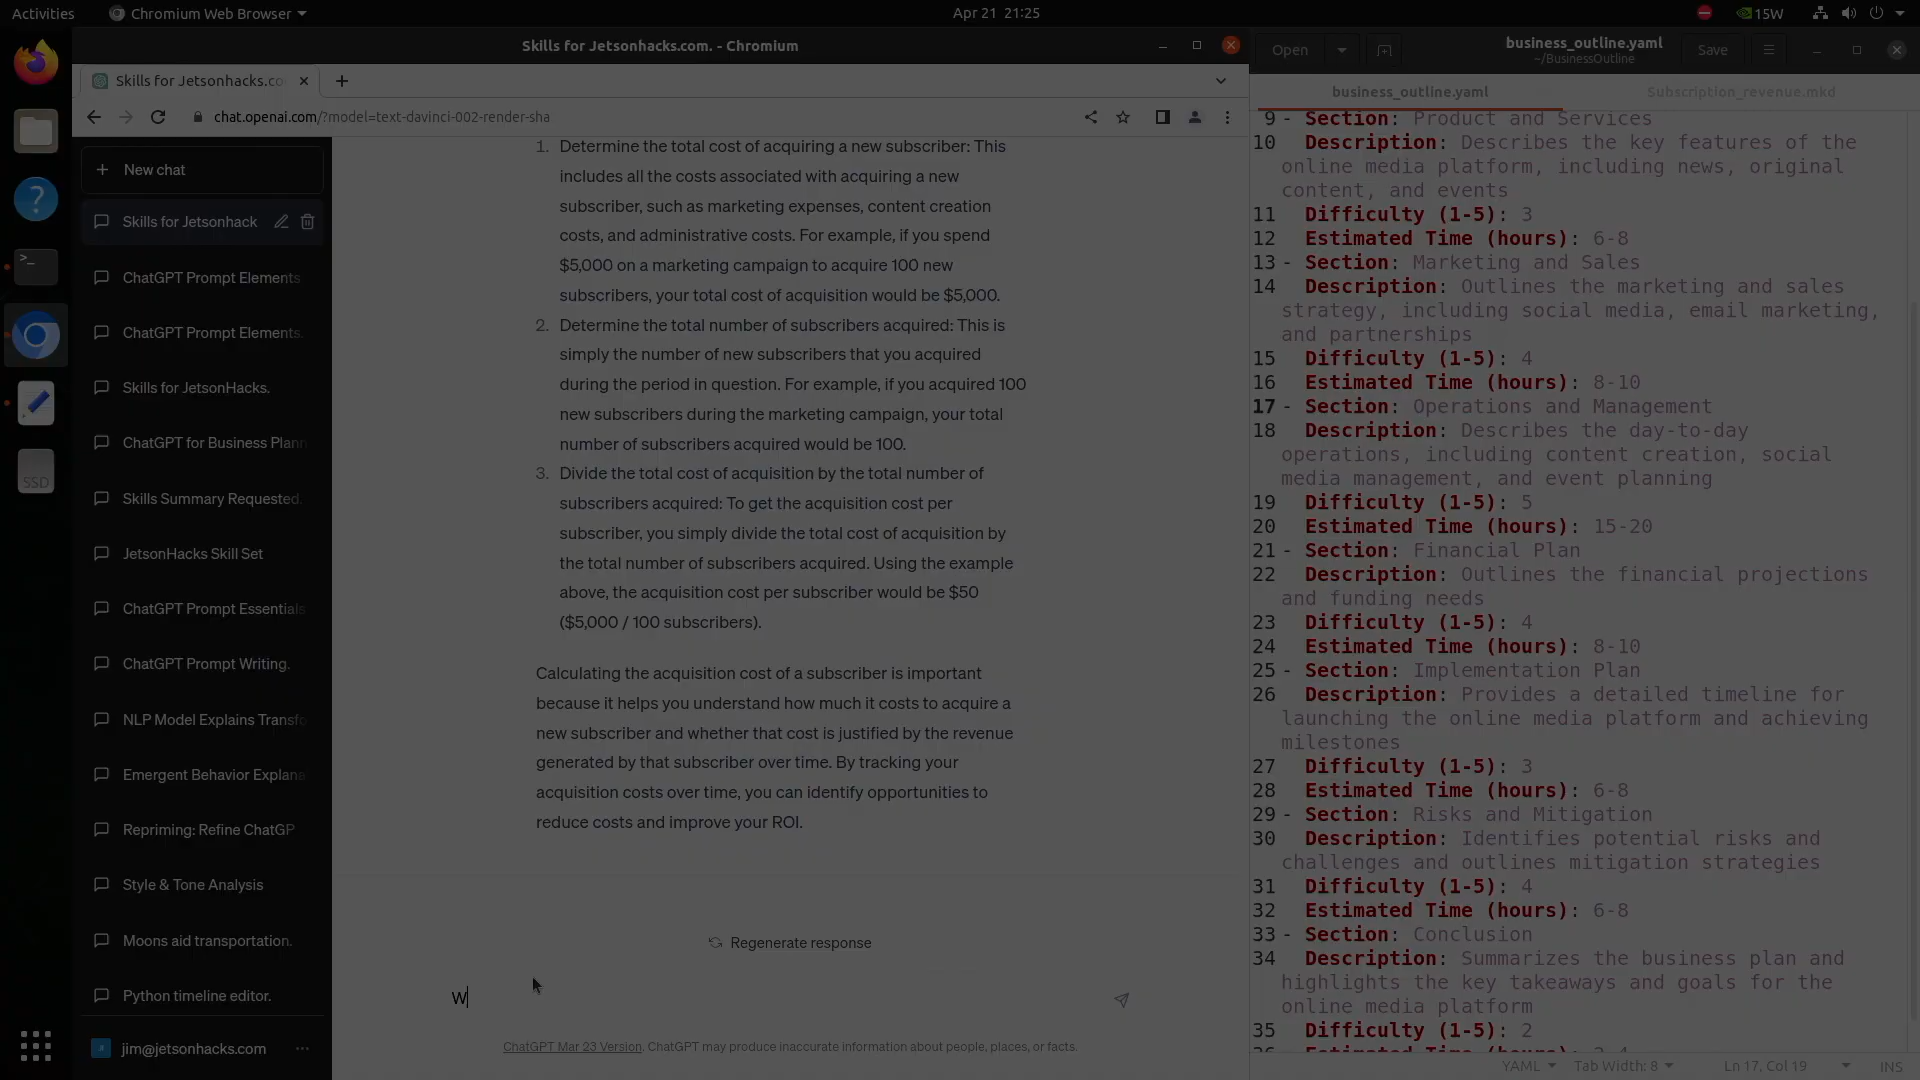 Activities
Chromium Web Browser
Apr 21 21:25
15W
Skills for Jetsonhacks.com. - Chromium
Skills for Jetsonhacks.co
chat.openai.com/?model=text-davinci-002-render-sha
New chat
Skills for Jetsonhack
ChatGPT Prompt Elements
ChatGPT Prompt Elements.
Skills for JetsonHacks.
ChatGPT for Business Plann
Skills Summary Requested.
JetsonHacks Skill Set
ChatGPT Prompt Essentials
ChatGPT Prompt Writing.
NLP Model Explains Transfo
Emergent Behavior Explana
Repriming: Refine ChatGP
Style & Tone Analysis
Moons aid transportation.
Python timeline editor.
jim@jetsonhacks.com
SSD
1. Determine the total cost of acquiring a new subscriber: This
includes all the costs associated with acquiring a new
subscriber, such as marketing expenses, content creation
costs, and administrative costs. For example, if you spend
$5,000 on a marketing campaign to acquire 100 new
subscribers, your total cost of acquisition would be $5,000.
2. Determine the total number of subscribers acquired: This is
simply the number of new subscribers that you acquired
during the period in question. For example, if you acquired 100
new subscribers during the marketing campaign, your total
number of subscribers acquired would be 100.
3. Divide the total cost of acquisition by the total number of
subscribers acquired: To get the acquisition cost per
subscriber, you simply divide the total cost of acquisition by
the total number of subscribers acquired. Using the example
above, the acquisition cost per subscriber would be $50
($5,000 / 100 subscribers).
Calculating the acquisition cost of a subscriber is important
because it helps you understand how much it costs to acquire a
new subscriber and whether that cost is justified by the revenue
generated by that subscriber over time. By tracking your
acquisition costs over time, you can identify opportunities to
reduce costs and improve your ROI.
Regenerate response
W
ChatGPT Mar 23 Version. ChatGPT may produce inaccurate information about people, places, or facts.
Open
business_outline.yaml
~/BusinessOutline
Save
business_outline.yaml
Subscription_revenue.mkd
9 - Section: Product and Services
10 Description: Describes the key features of the
online media platform, including news, original
content, and events
11 Difficulty (1-5): 3
12 Estimated Time (hours): 6-8
13 - Section: Marketing and Sales
14 Description: Outlines the marketing and sales
strategy, including social media, email marketing,
and partnerships
15 Difficulty (1-5): 4
16 Estimated Time (hours): 8-10
17 - Section: Operations and Management
18 Description: Describes the day-to-day
operations, including content creation, social
media management, and event planning
19 Difficulty (1-5): 5
20 Estimated Time (hours): 15-20
21 - Section: Financial Plan
22 Description: Outlines the financial projections
and funding needs
23 Difficulty (1-5): 4
24 Estimated Time (hours): 8-10
25 - Section: Implementation Plan
26 Description: Provides a detailed timeline for
launching the online media platform and achieving
milestones
27 Difficulty (1-5): 3
28 Estimated Time (hours): 6-8
29 - Section: Risks and Mitigation
30 Description: Identifies potential risks and
challenges and outlines mitigation strategies
31 Difficulty (1-5): 4
32 Estimated Time (hours): 6-8
33 - Section: Conclusion
34 Description: Summarizes the business plan and
highlights the key takeaways and goals for the
online media platform
35 Difficulty (1-5): 2
YAML
Tab Width: 8
Ln 17, Col 19
INS